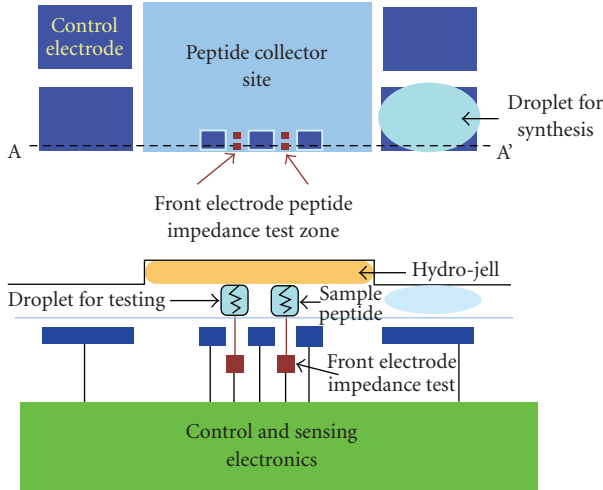 Control
electrode
Peptide collector
site
Droplet for
synthesis
A
A'
Front electrode peptide
impedance test zone
Hydro-jell
Droplet for testing
Sample
peptide
Front electrode
impedance test
Control and sensing
electronics